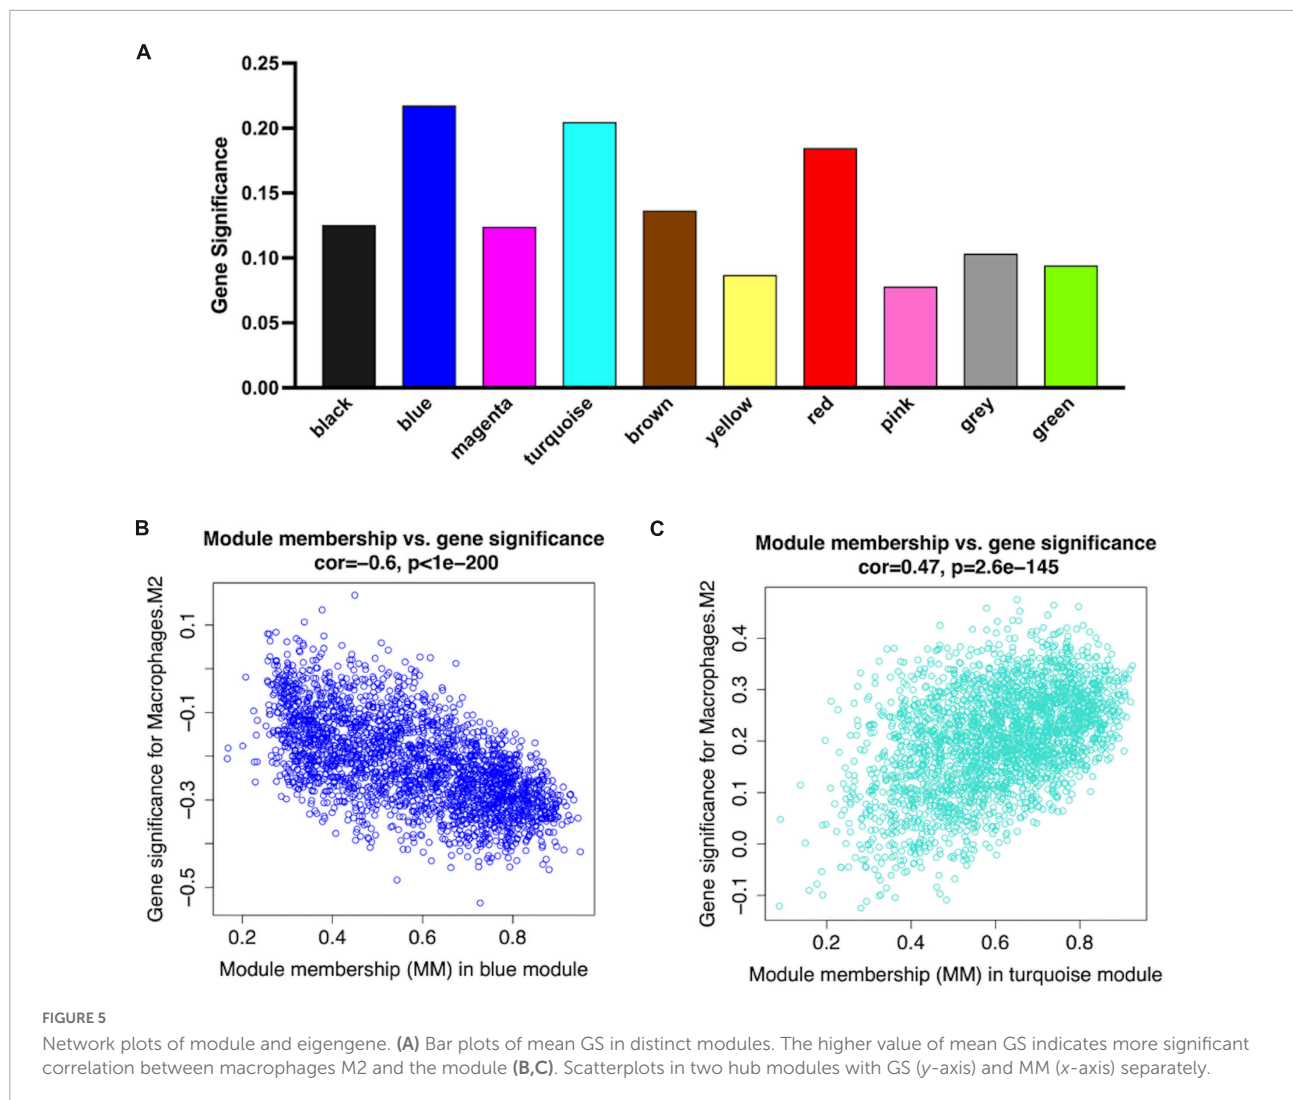 A
0.25
0.20
0.15
0.10
0.05
0.00
Gene Significance
black
blue
magenta
turquoise
brown
yellow
red
pink
grey
green
B
Module membership vs. gene significance
cor=−0.6, p<1e−200
Gene significance for Macrophages.M2
0.1
−0.1
−0.3
−0.5
0.2 0.4 0.6 0.8
Module membership (MM) in blue module
C
Module membership vs. gene significance
cor=0.47, p=2.6e−145
Gene significance for Macrophages.M2
0.4
0.3
0.2
0.1
0.0
−0.1
0.2 0.4 0.6 0.8
Module membership (MM) in turquoise module
FIGURE 5
Network plots of module and eigengene. (A) Bar plots of mean GS in distinct modules. The higher value of mean GS indicates more significant
correlation between macrophages M2 and the module (B,C). Scatterplots in two hub modules with GS (y-axis) and MM (x-axis) separately.